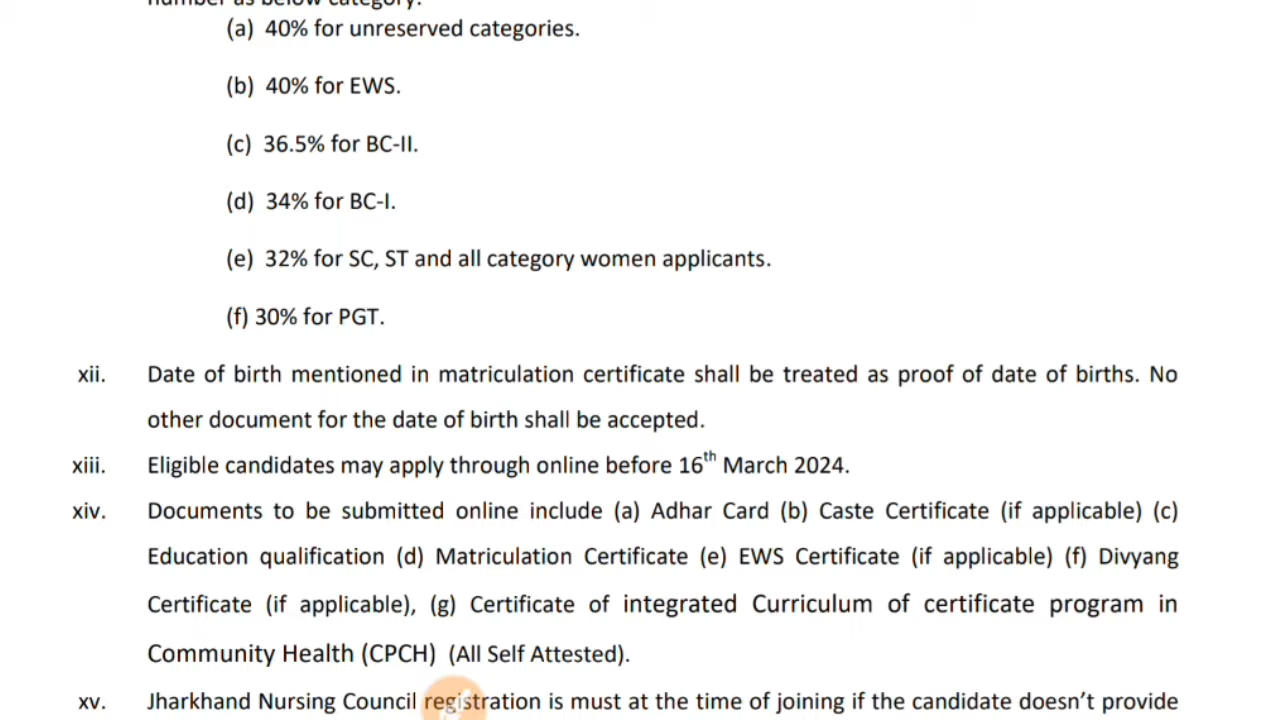 number as below category:
(a) 40% for unreserved categories.
(b) 40% for EWS.
(c) 36.5% for BC-II.
(d) 34% for BC-I.
(e) 32% for SC, ST and all category women applicants.
(f) 30% for PGT.
xii. Date of birth mentioned in matriculation certificate shall be treated as proof of date of births. No
other document for the date of birth shall be accepted.
xiii. Eligible candidates may apply through online before 16th March 2024.
xiv. Documents to be submitted online include (a) Adhar Card (b) Caste Certificate (if applicable) (c)
Education qualification (d) Matriculation Certificate (e) EWS Certificate (if applicable) (f) Divyang
Certificate (if applicable), (g) Certificate of integrated Curriculum of certificate program in
Community Health (CPCH) (All Self Attested).
xv. Jharkhand Nursing Council registration is must at the time of joining if the candidate doesn’t provide